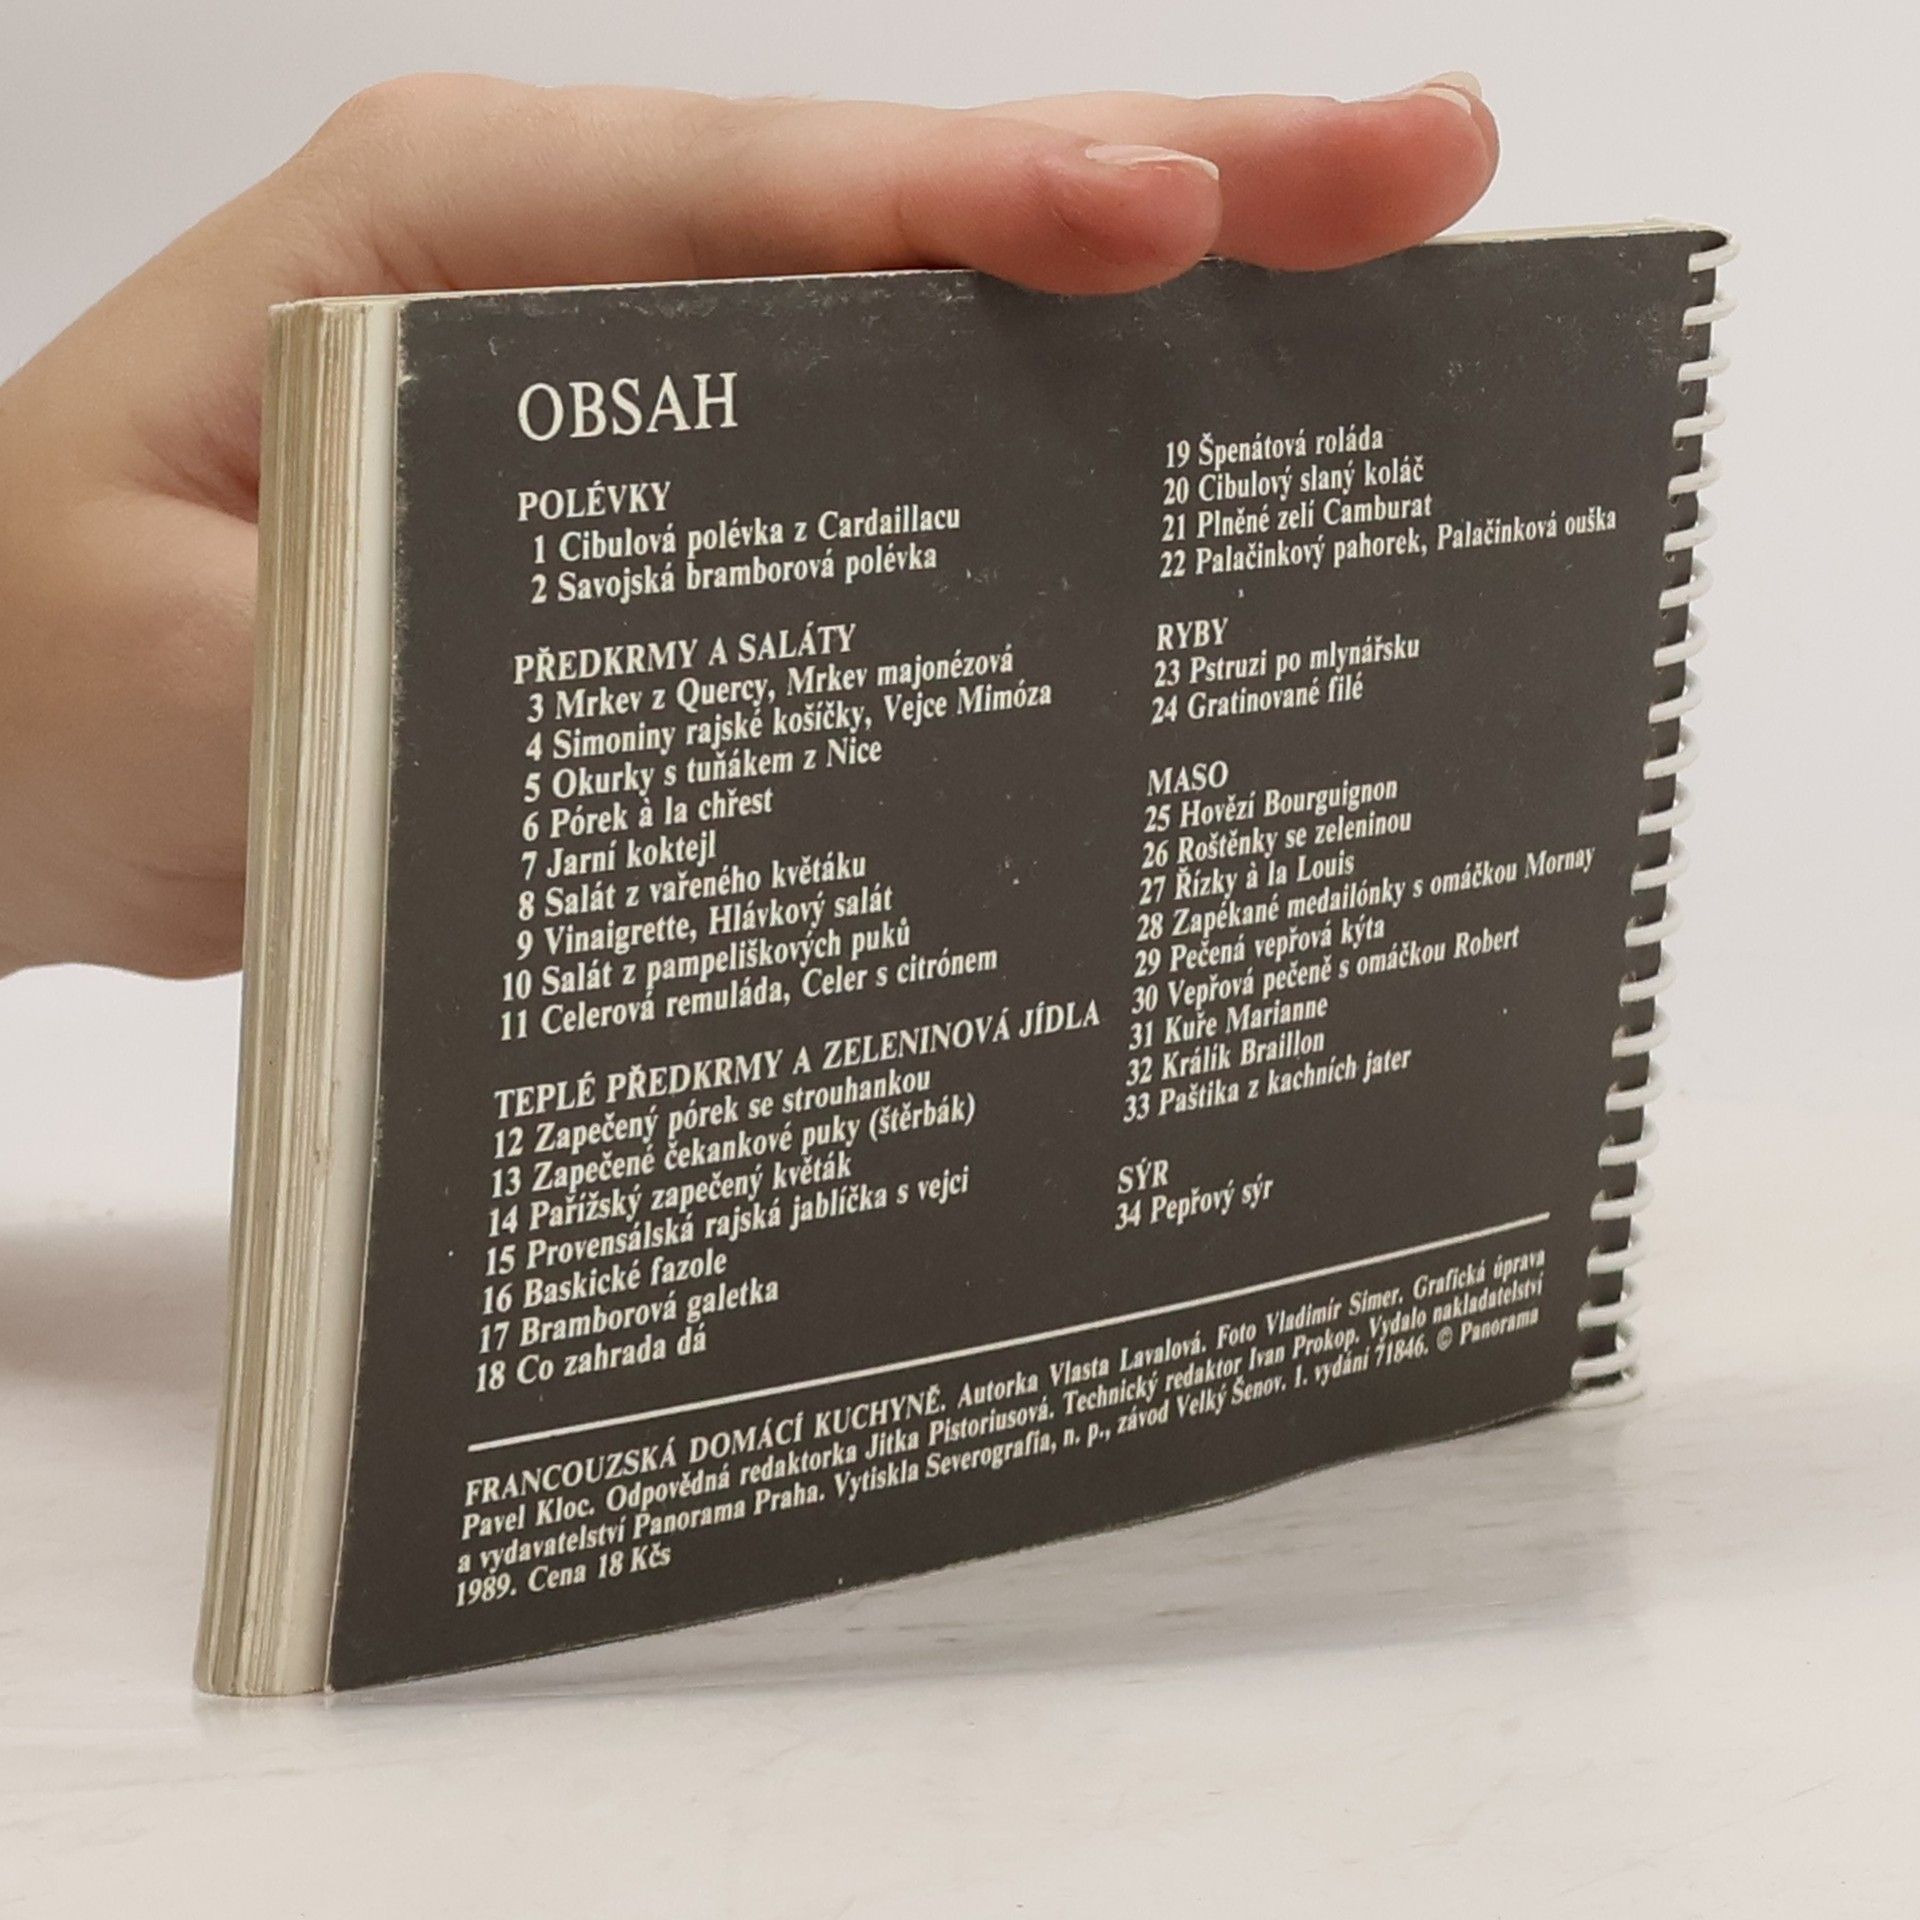 OBSAH
POLÉVKY
1 Cibulová polévka z Cardaillacu
2 Savojská bramborová polévka
PŘEDKRMY A SALÁTY
3 Mrkev z Quercy, Mrkev majonézová
4 Simoniny rajské košíčky, Vejce Mimóza
5 Okurky s tuňákem z Nice
6 Pórek à la chřest
7 Jarní koktejl
8 Salát z vařeného květáku
9 Vinaigrette, Hlávkový salát
10 Salát z pampeliškových puků
11 Celerová remuláda, Celer s citrónem
TEPLÉ PŘEDKRMY A ZELENINOVÁ JÍDLA
12 Zapečený pórek se strouhankou
13 Zapečené čekankové puky (štěrbák)
14 Pařížský zapečený květák
15 Provensálská rajská jablíčka s vejci
16 Baskické fazole
17 Bramborová galetka
18 Co zahrada dá
19 Špenátová roláda
20 Cibulový slaný koláč
21 Plněné zelí Camburat
22 Palačinkový pahorek, Palačinková ouška
RYBY
23 Pstruzi po mlynářsku
24 Gratinované filé
MASO
25 Hovězí Bourguignon
26 Roštěnky se zeleninou
27 Řízky à la Louis
28 Zapékané medailónky s omáčkou Mornay
29 Pečená vepřová kýta
30 Vepřová pečeně s omáčkou Robert
31 Kuře Marianne
32 Králík Braillon
33 Paštika z kachních jater
SÝR
34 Pepřový sýr
FRANCOUZSKÁ DOMÁCÍ KUCHYNĚ. Autorka Vlasta Lavalová. Foto Vladimír Simer. Grafická úprava
Pavel Kloc. Odpovědná redaktorka Jitka Pistoriusová. Technický redaktor Ivan Prokop. Vydalo nakladatelství
a vydavatelství Panorama Praha. Vytiskla Severografia, n. p., závod Velký Šenov. 1. vydání 71846. © Panorama
1989. Cena 18 Kčs